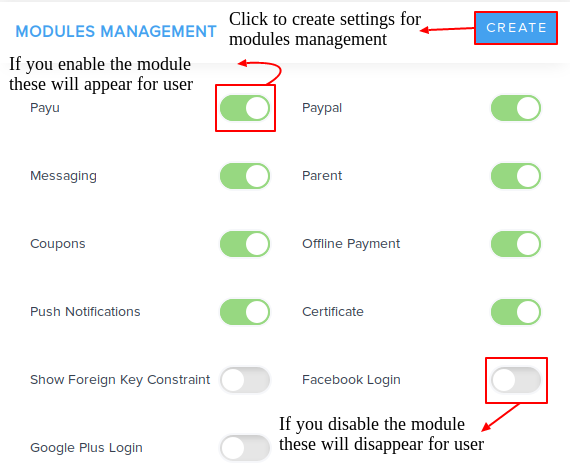 MODULES MANAGEMENT
Click to create settings for
modules management
CREATE
If you enable the module
these will appear for user
Payu
Paypal
Messaging
Parent
Coupons
Offline Payment
Push Notifications
Certificate
Show Foreign Key Constraint
Facebook Login
If you disable the module
these will disappear for user
Google Plus Login